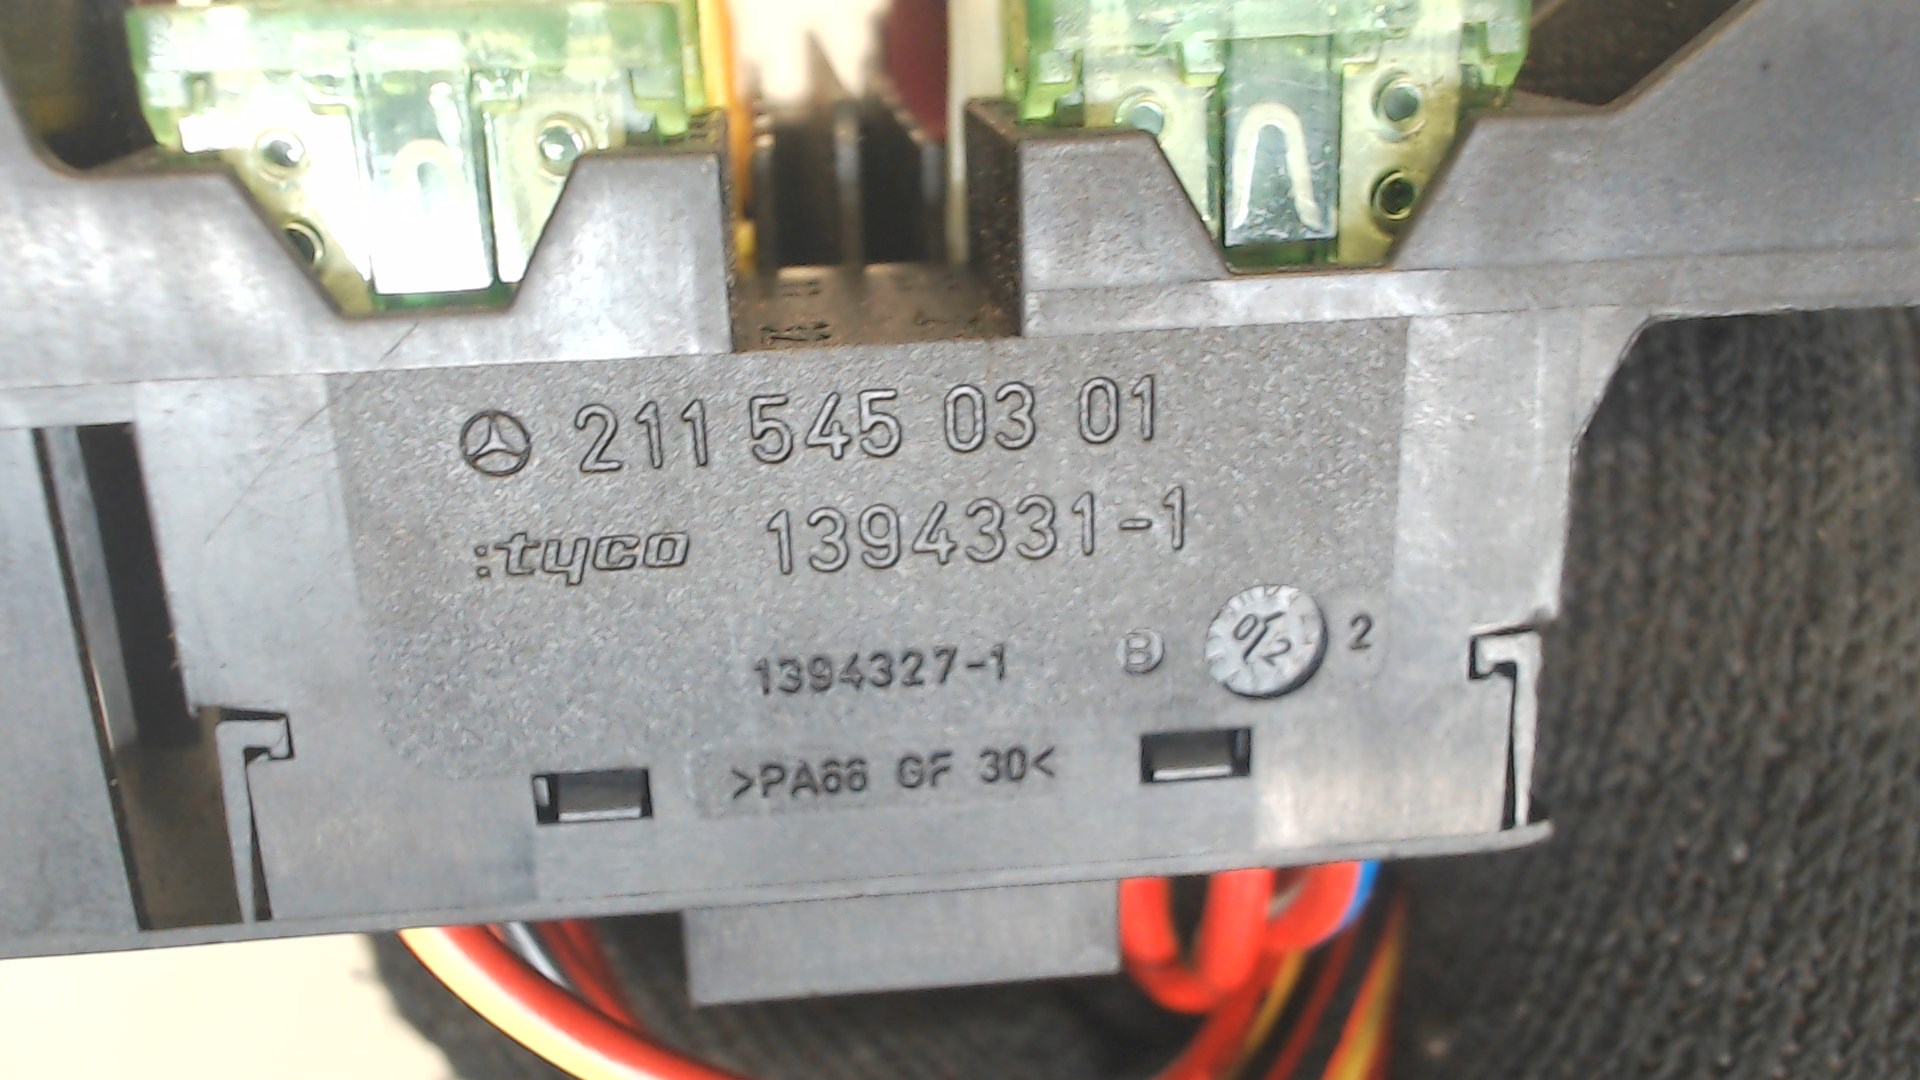 211 545 03 01
:tyco 1394331-1
1394327-1 B 2
>PA66 GF 30<